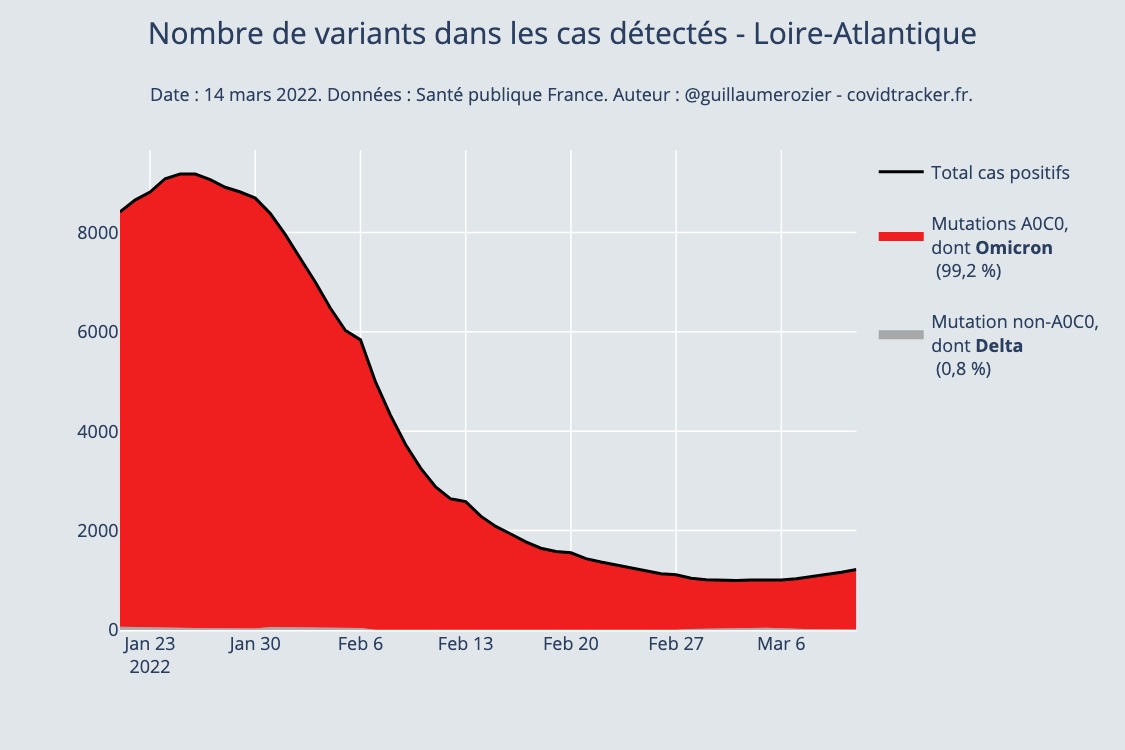 Nombre de variants dans les cas détectés - Loire-Atlantique
Date : 14 mars 2022. Données : Santé publique France. Auteur : @guillaumerozier - covidtracker.fr.
Total cas positifs
Mutations A0C0,
dont Omicron
(99,2 %)
Mutation non-A0C0,
dont Delta
(0,8 %)
8000
6000
4000
2000
0
Jan 23 Jan 30 Feb 6 Feb 13 Feb 20 Feb 27 Mar 6
2022